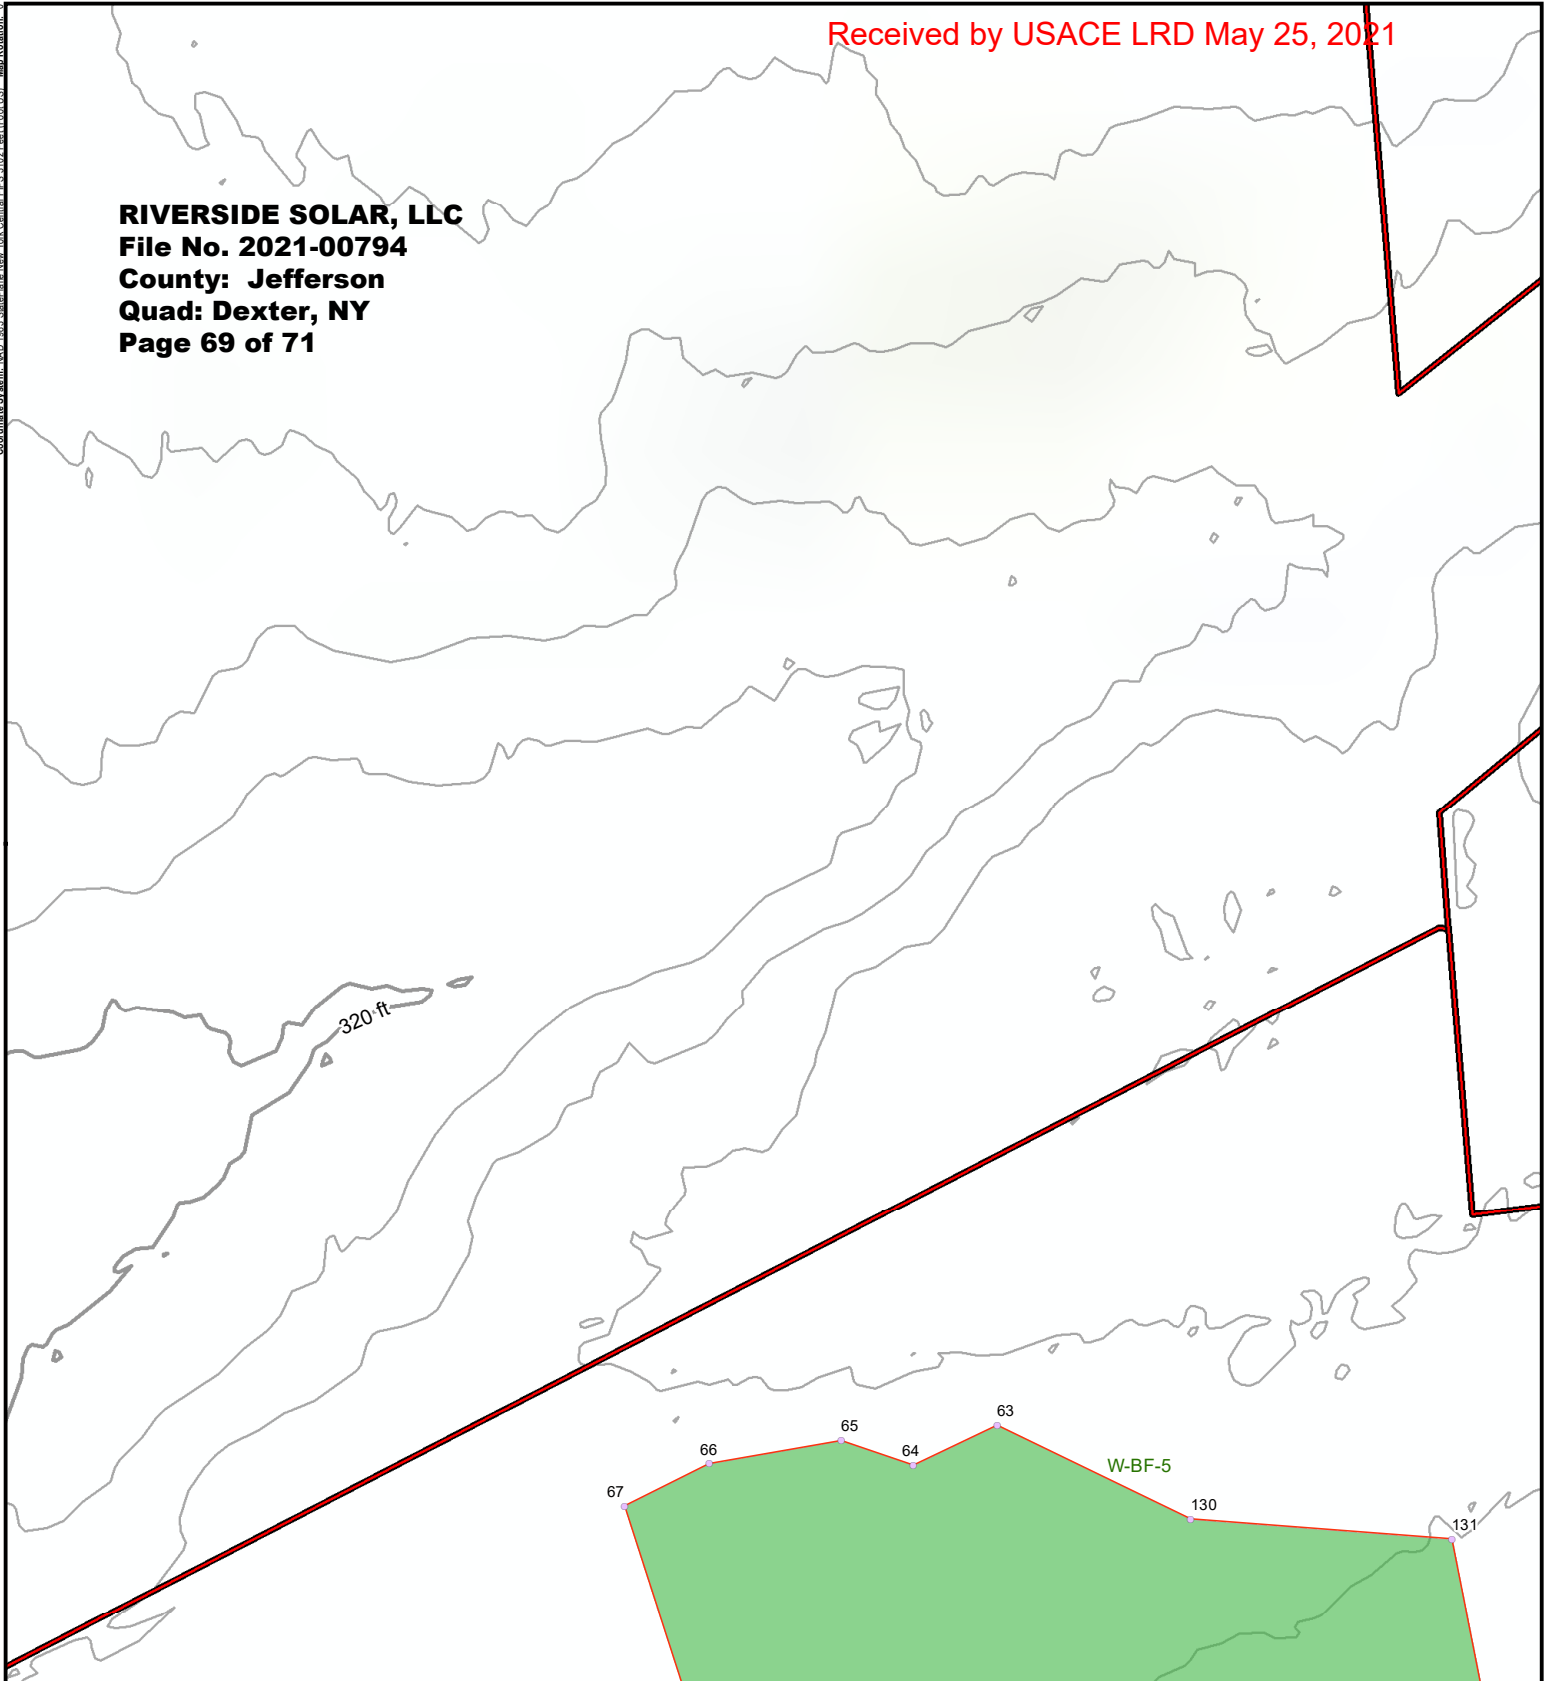 Received by USACE LRD May 25, 2021
RIVERSIDE SOLAR, LLC
File No. 2021-00794
County: Jefferson
Quad: Dexter, NY
Page 69 of 71
320 ft
63
65
66
64
W-BF-5
67
130
131